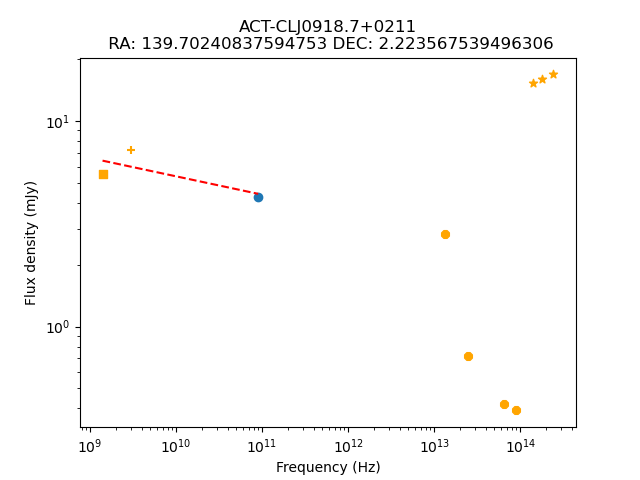 ACT-CLJ0918.7+0211
RA: 139.70240837594753 DEC: 2.223567539496306
Flux density (mJy)
10¹
10⁰
10⁹ 10¹⁰ 10¹¹ 10¹² 10¹³ 10¹⁴
Frequency (Hz)